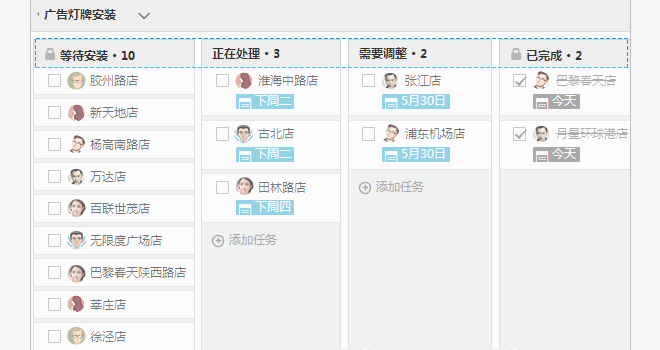 广告灯牌安装
等待安装 • 10
胶州路店
新天地店
杨高南路店
万达店
百联世茂店
无限度广场店
巴黎春天陕西路店
莘庄店
徐泾店
正在处理 • 3
淮海中路店
下周二
古北店
下周二
田林路店
下周四
添加任务
需要调整 • 2
张江店
5月30日
浦东机场店
5月30日
添加任务
已完成 • 2
巴黎春天店
今天
月星环球港店
今天